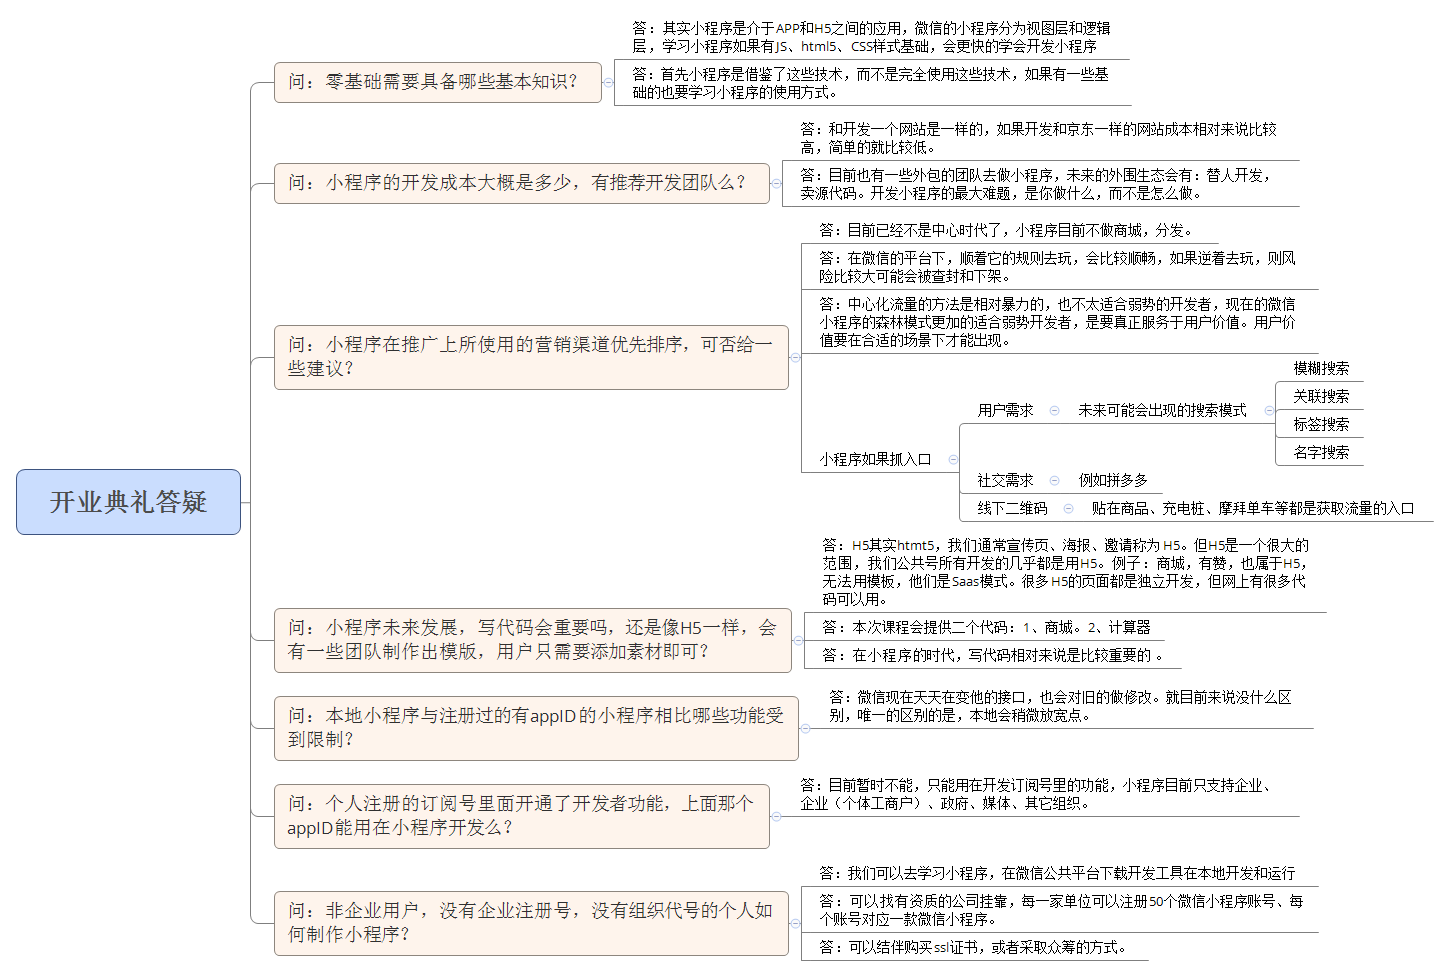 开业典礼答疑
问：零基础需要具备哪些基本知识？
答：其实小程序是介于APP和H5之间的应用，微信的小程序分为视图层和逻辑
层，学习小程序如果有JS、html5、CSS样式基础，会更快的学会开发小程序
答：首先小程序是借鉴了这些技术，而不是完全使用这些技术，如果有一些基
础的也要学习小程序的使用方式。
问：小程序的开发成本大概是多少，有推荐开发团队么？
答：和开发一个网站是一样的，如果开发和京东一样的网站成本相对来说比较
高，简单的就比较低。
答：目前也有一些外包的团队去做小程序，未来的外围生态会有：替人开发，
卖源代码。开发小程序的最大难题，是你做什么，而不是怎么做。
问：小程序在推广上所使用的营销渠道优先排序，可否给一
些建议？
答：目前已经不是中心时代了，小程序目前不做商城，分发。
答：在微信的平台下，顺着它的规则去玩，会比较顺畅，如果逆着去玩，则风
险比较大可能会被查封和下架。
答：中心化流量的方法是相对暴力的，也不太适合弱势的开发者，现在的微信
小程序的森林模式更加的适合弱势开发者，是要真正服务于用户价值。用户价
值要在合适的场景下才能出现。
小程序如果抓入口
用户需求
未来可能会出现的搜索模式
模糊搜索
关联搜索
标签搜索
名字搜索
社交需求
例如拼多多
线下二维码
贴在商品、充电桩、摩拜单车等都是获取流量的入口
问：小程序未来发展，写代码会重要吗，还是像H5一样，会
有一些团队制作出模版，用户只需要添加素材即可？
答：H5其实htmt5，我们通常宣传页、海报、邀请称为H5。但H5是一个很大的
范围，我们公共号所有开发的几乎都是用H5。例子：商城，有赞，也属于H5，
无法用模板，他们是Saas模式。很多H5的页面都是独立开发，但网上有很多代
码可以用。
答：本次课程会提供二个代码：1、商城。2、计算器
答：在小程序的时代，写代码相对来说是比较重要的。
问：本地小程序与注册过的有appID的小程序相比哪些功能受
到限制？
答：微信现在天天在变他的接口，也会对旧的做修改。就目前来说没什么区
别，唯一的区别的是，本地会稍微放宽点。
问：个人注册的订阅号里面开通了开发者功能，上面那个
appID能用在小程序开发么？
答：目前暂时不能，只能用在开发订阅号里的功能，小程序目前只支持企业、
企业（个体工商户）、政府、媒体、其它组织。
问：非企业用户，没有企业注册号，没有组织代号的个人如
何制作小程序？
答：我们可以去学习小程序，在微信公共平台下载开发工具在本地开发和运行
答：可以找有资质的公司挂靠，每一家单位可以注册50个微信小程序账号、每
个账号对应一款微信小程序。
答：可以结伴购买ssl证书，或者采取众筹的方式。